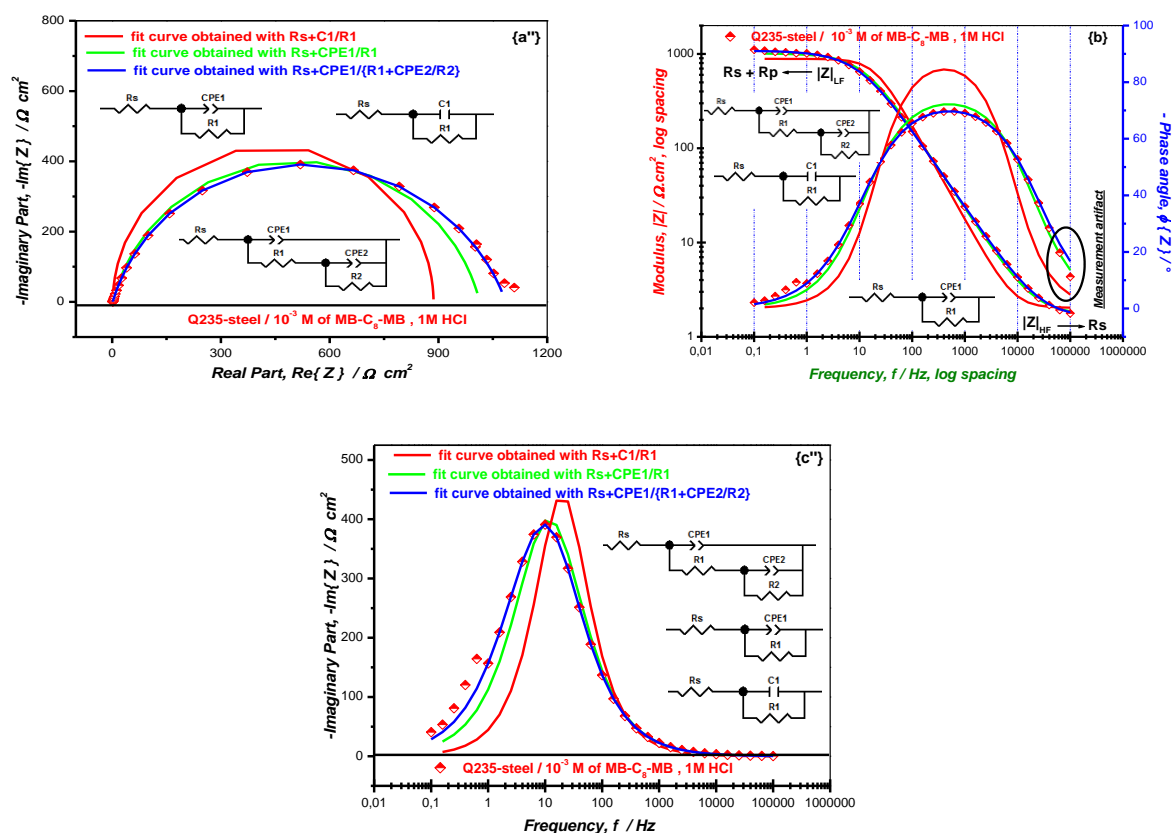 {a"}
fit curve obtained with Rs+C1/R1
fit curve obtained with Rs+CPE1/R1
fit curve obtained with Rs+CPE1/{R1+CPE2/R2}
-Imaginary Part, -Im{ Z } / Ω cm²
800
600
400
200
0
Rs
CPE1
R1
Rs
C1
R1
Rs
CPE1
R1
CPE2
R2
Q235-steel / 10⁻³ M of MB-C₈-MB , 1M HCl
0
300
600
900
1200
Real Part, Re{ Z } / Ω cm²
{b}
Q235-steel / 10⁻³ M of MB-C₈-MB , 1M HCl
Rs + Rp
|Z|LF
Modulus, |Z| / Ω.cm², log spacing
1000
100
10
1
Rs
CPE1
R1
CPE2
R2
Rs
C1
R1
Rs
CPE1
R1
|Z|HF
Rs
Measurement artifact
100
90
80
70
60
50
40
30
20
10
0
-10
- Phase angle, ϕ{ Z } / °
0,01
0,1
1
10
100
1000
10000
100000
1000000
Frequency, f / Hz, log spacing
{c"}
fit curve obtained with Rs+C1/R1
fit curve obtained with Rs+CPE1/R1
fit curve obtained with Rs+CPE1/{R1+CPE2/R2}
-Imaginary Part, -Im{ Z } / Ω cm²
500
400
300
200
100
0
Rs
CPE1
R1
CPE2
R2
Rs
CPE1
R1
Rs
C1
R1
Q235-steel / 10⁻³ M of MB-C₈-MB , 1M HCl
0,01
0,1
1
10
100
1000
10000
100000
1000000
Frequency, f / Hz